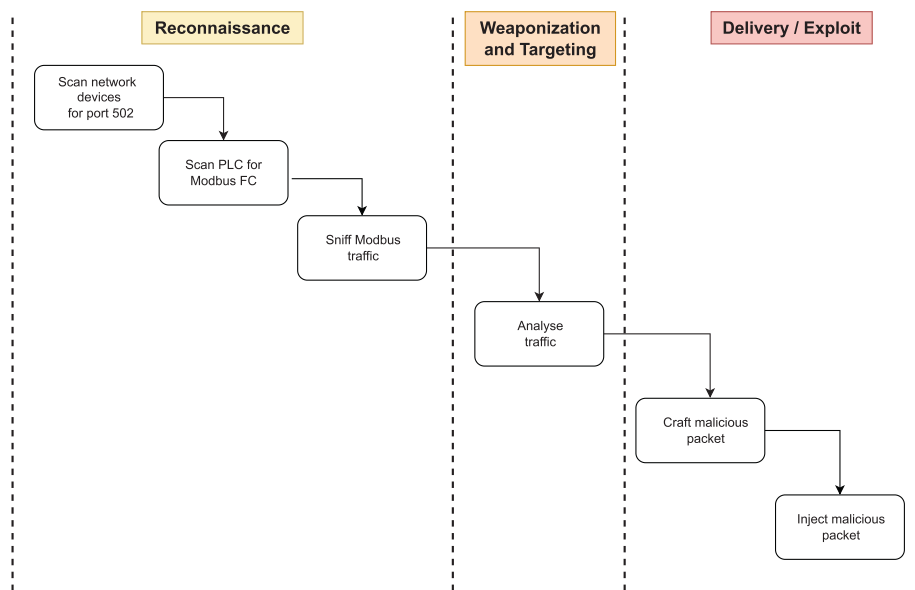 Reconnaissance
Weaponization
and Targeting
Delivery / Exploit
Scan network
devices
for port 502
Scan PLC for
Modbus FC
Sniff Modbus
traffic
Analyse
traffic
Craft malicious
packet
Inject malicious
packet